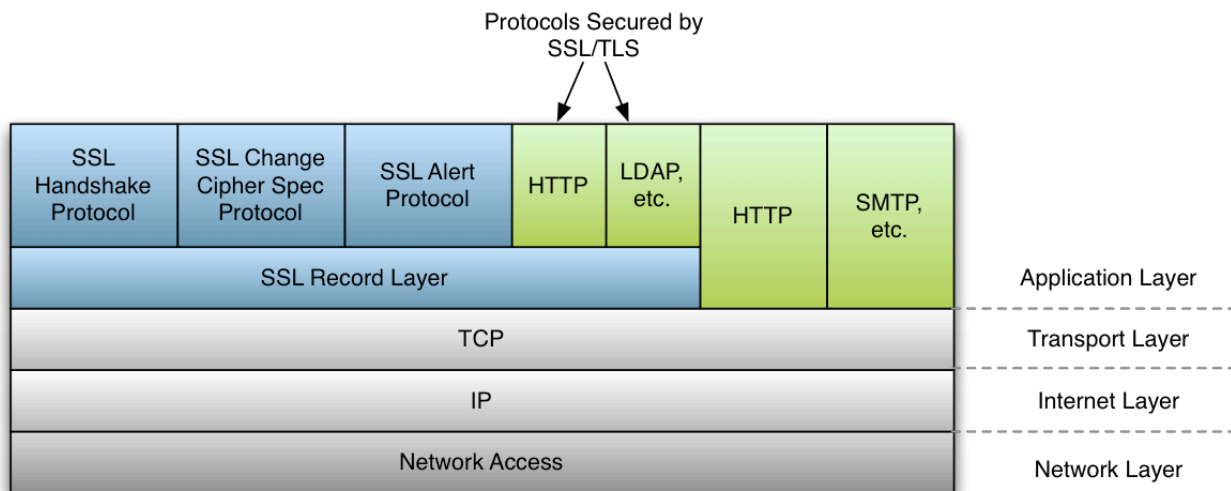 Protocols Secured by
SSL/TLS
SSL
Handshake
Protocol
SSL Change
Cipher Spec
Protocol
SSL Alert
Protocol
HTTP
LDAP,
etc.
HTTP
SMTP,
etc.
SSL Record Layer
Application Layer
TCP
Transport Layer
IP
Internet Layer
Network Access
Network Layer